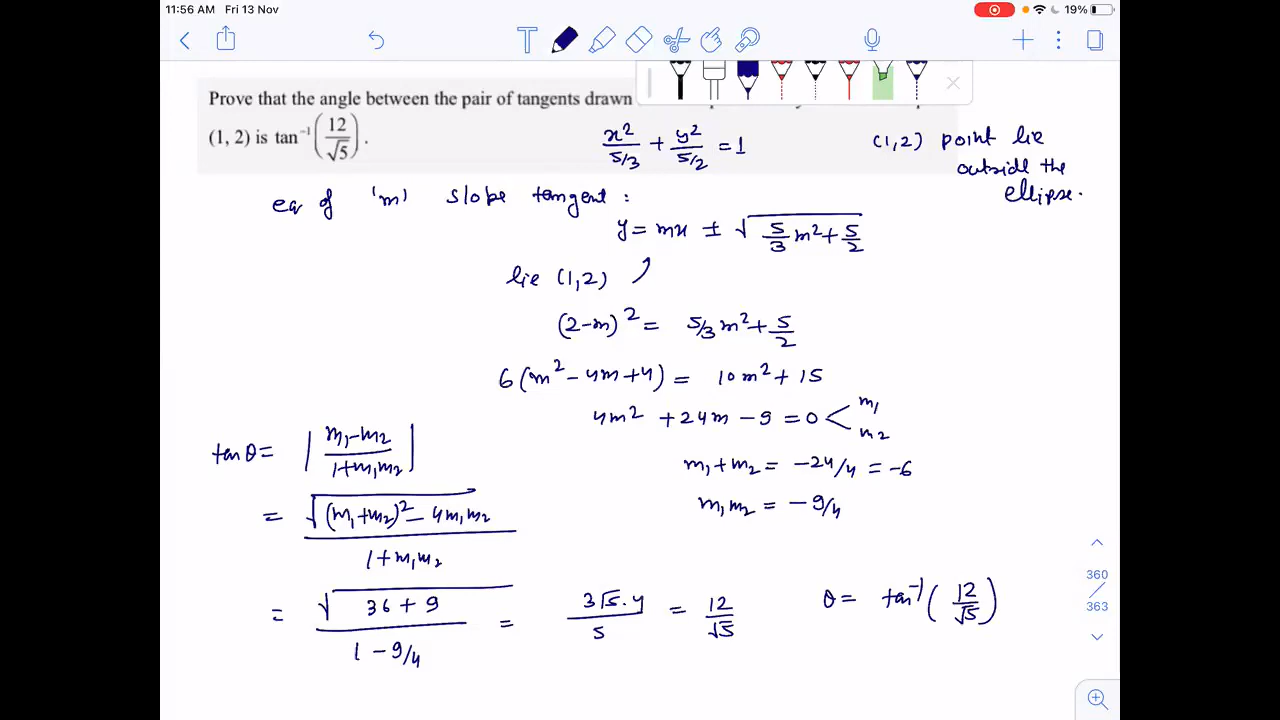 11:56 AM Fri 13 Nov
19%
Prove that the angle between the pair of tangents drawn
(1, 2) is tan⁻¹(12/√5).
x²/5/3 + y²/5/2 = 1
(1,2) point lie
outside the
ellipse.
eq of 'm' slope tangent :
y = mx ± √(5/3 m² + 5/2)
lie (1,2)
(2-m)² = 5/3 m² + 5/2
6(m² - 4m + 4) = 10m² + 15
4m² + 24m - 9 = 0 < m₁ m₂
m₁ + m₂ = -24/4 = -6
m₁m₂ = -9/4
tanθ = |m₁-m₂ / 1+m₁m₂|
= √((m₁+m₂)² - 4m₁m₂) / 1+m₁m₂
= √(36 + 9) / 1 - 9/4 = 3√5.4 / 5 = 12/√5
θ = tan⁻¹(12/√5)
360
363